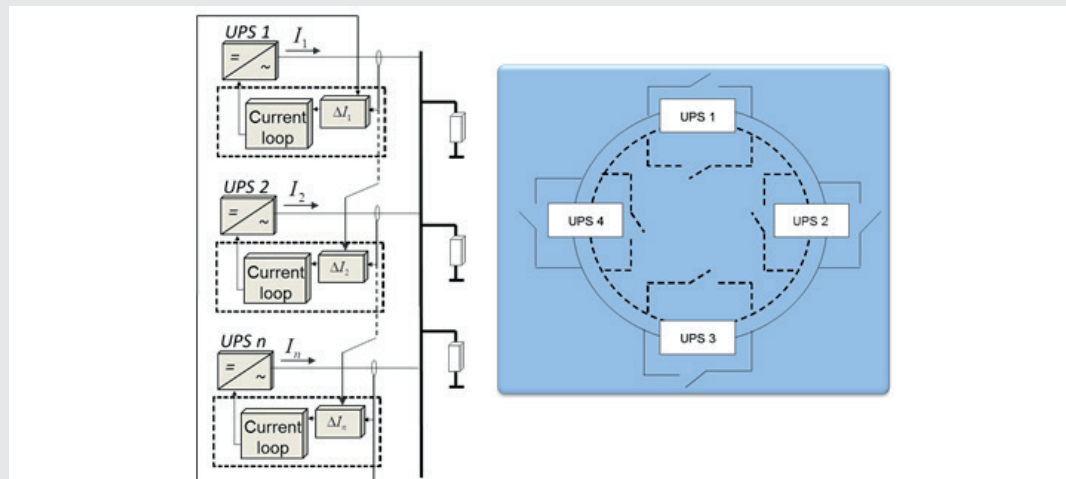 UPS 1
I₁
=
~
Current
loop
ΔI₁
UPS 2
I₂
=
~
Current
loop
ΔI₂
UPS n
Iₙ
=
~
Current
loop
ΔIₙ
UPS 1
UPS 4
UPS 2
UPS 3